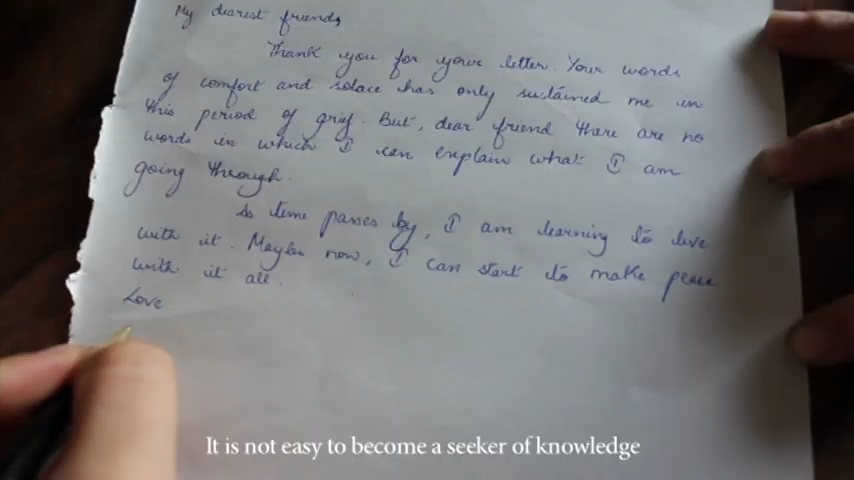 My dearest friend,
Thank you for your letter. Your words
of comfort and solace has only sustained me in
this period of grief. But, dear friend there are no
words in which I can explain what I am
going through.
As time passes by, I am learning to live
with it. Maybe now, I can start to make peace
with it all.
Love
It is not easy to become a seeker of knowledge